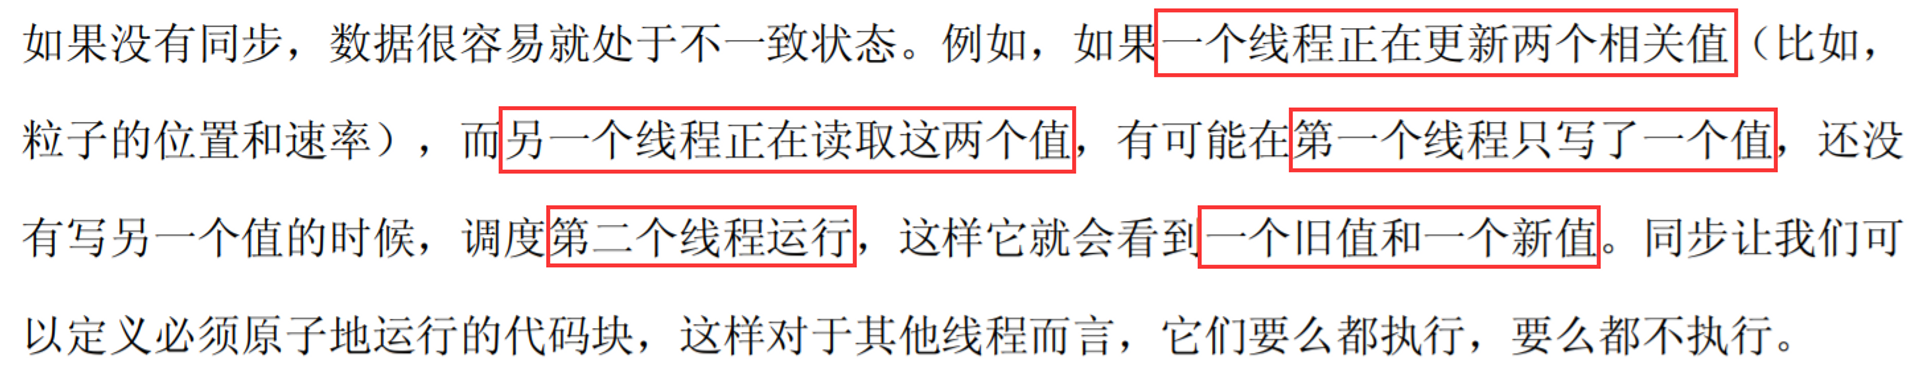 如果没有同步，数据很容易就处于不一致状态。例如，如果一个线程正在更新两个相关值（比如，
粒子的位置和速率），而另一个线程正在读取这两个值，有可能在第一个线程只写了一个值，还没
有写另一个值的时候，调度第二个线程运行，这样它就会看到一个旧值和一个新值。同步让我们可
以定义必须原子地运行的代码块，这样对于其他线程而言，它们要么都执行，要么都不执行。